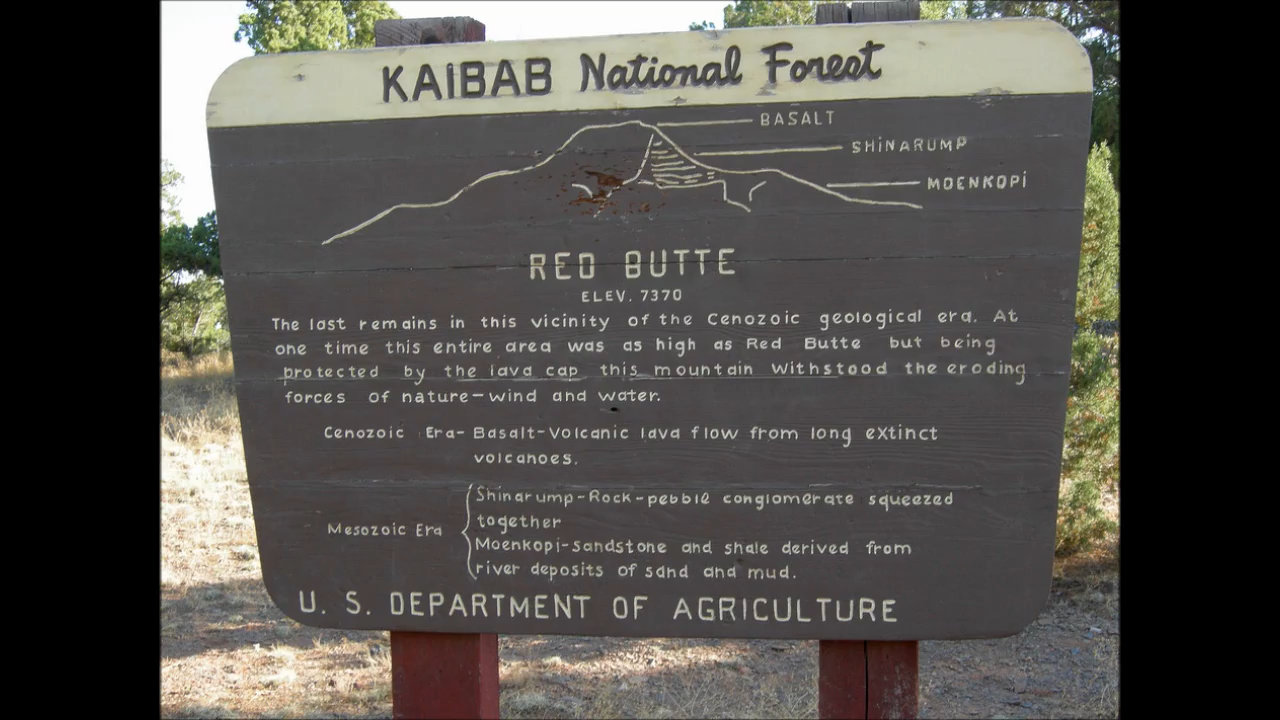 KAIBAB National Forest
BASALT
SHINARUMP
MOENKOPI
RED BUTTE
ELEV. 7370
The last remains in this vicinity of the Cenozoic geological era. At
one time this entire area was as high as Red Butte but being
protected by the lava cap this mountain withstood the eroding
forces of nature-wind and water.
Cenozoic Era- Basalt-Volcanic lava flow from long extinct
volcanoes.
Shinarump-Rock-pebble conglomerate squeezed
together
Mesozoic Era
Moenkopi-sandstone and shale derived from
river deposits of sand and mud.
U. S. DEPARTMENT OF AGRICULTURE